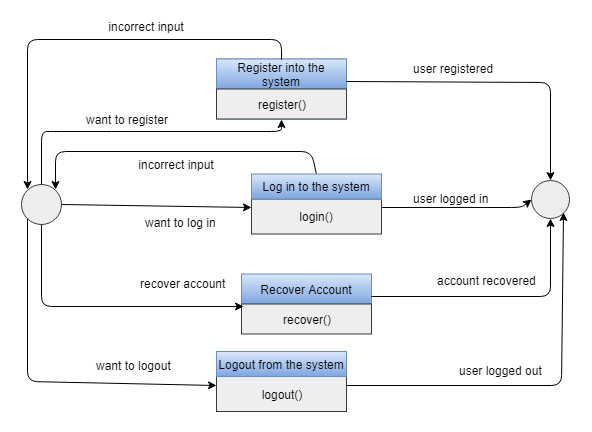 incorrect input
Register into the
system
user registered
register()
want to register
incorrect input
Log in to the system
user logged in
login()
want to log in
recover account
Recover Account
account recovered
recover()
want to logout
Logout from the system
user logged out
logout()